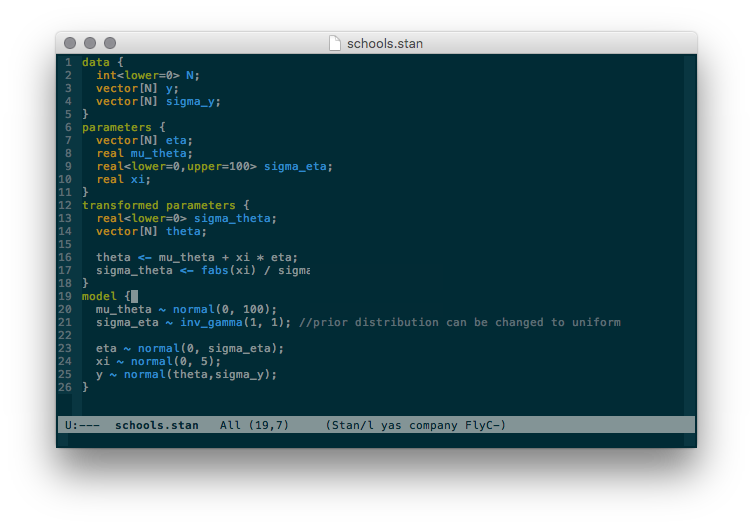 schools.stan
1 data {
2   int<lower=0> N;
3   vector[N] y;
4   vector[N] sigma_y;
5 }
6 parameters {
7   vector[N] eta;
8   real mu_theta;
9   real<lower=0,upper=100> sigma_eta;
10   real xi;
11 }
12 transformed parameters {
13   real<lower=0> sigma_theta;
14   vector[N] theta;
15
16   theta <- mu_theta + xi * eta;
17   sigma_theta <- fabs(xi) / sigma
18 }
19 model {
20   mu_theta ~ normal(0, 100);
21   sigma_eta ~ inv_gamma(1, 1); //prior distribution can be changed to uniform
22
23   eta ~ normal(0, sigma_eta);
24   xi ~ normal(0, 5);
25   y ~ normal(theta,sigma_y);
26 }
U:--- schools.stan All (19,7) (Stan/l yas company FlyC-)